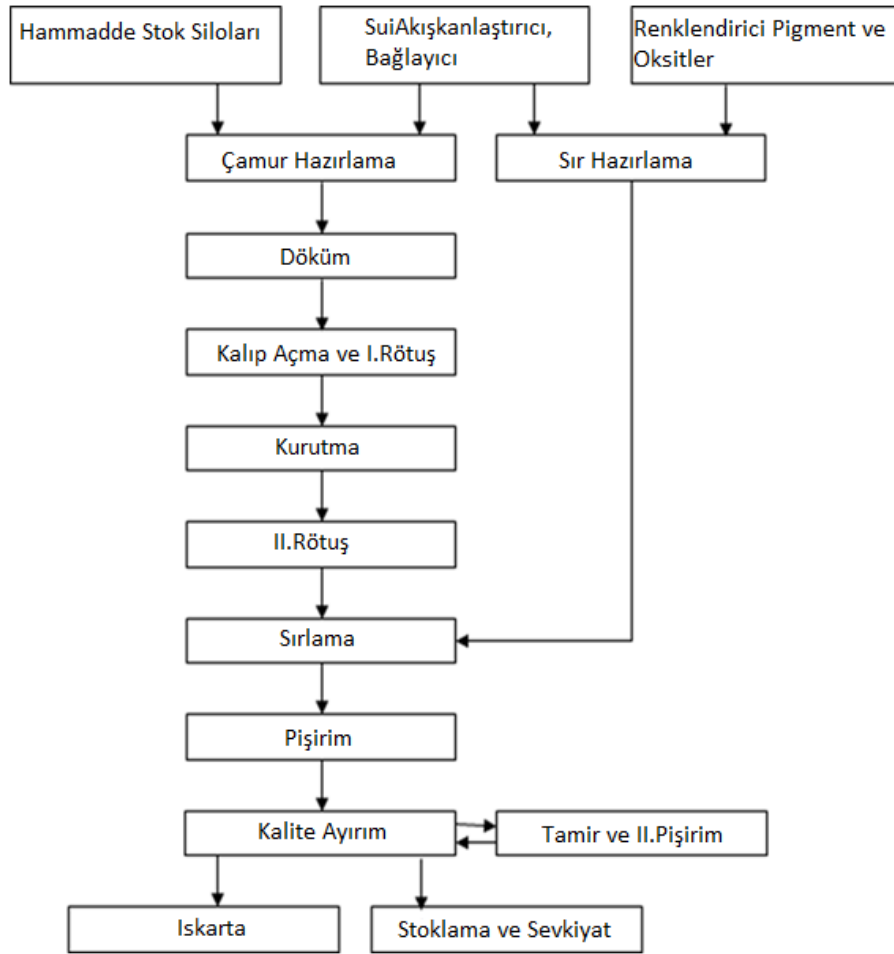 Hammadde Stok Siloları
SuiAkışkanlaştırıcı,
Bağlayıcı
Renklendirici Pigment ve
Oksitler
Çamur Hazırlama
Sır Hazırlama
Döküm
Kalıp Açma ve I.Rötuş
Kurutma
II.Rötuş
Sırlama
Pişirim
Kalite Ayırım
Tamir ve II.Pişirim
Iskarta
Stoklama ve Sevkiyat